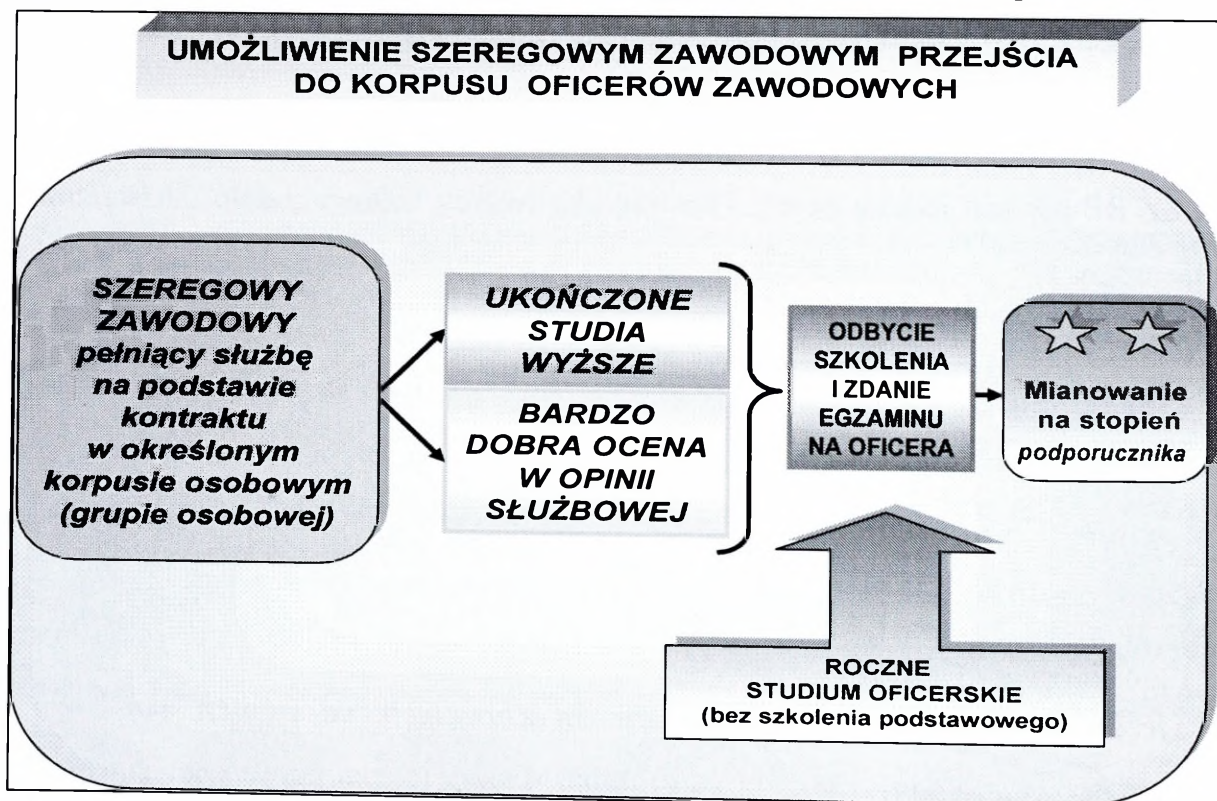 UMOŻLIWIENIE SZEREGOWYM ZAWODOWYM PRZEJŚCIA
DO KORPUSU OFICERÓW ZAWODOWYCH
SZEREGOWY
ZAWODOWY
pełniący służbę
na podstawie
kontraktu
w określonym
korpusie osobowym
(grupie osobowej)
UKOŃCZONE
STUDIA
WYŻSZE
BARDZO
DOBRA OCENA
W OPINII
SŁUŻBOWEJ
ODBYCIE
SZKOLENIA
I ZDANIE
EGZAMINU
NA OFICERA
Mianowanie
na stopień
podporucznika
ROCZNE
STUDIUM OFICERSKIE
(bez szkolenia podstawowego)